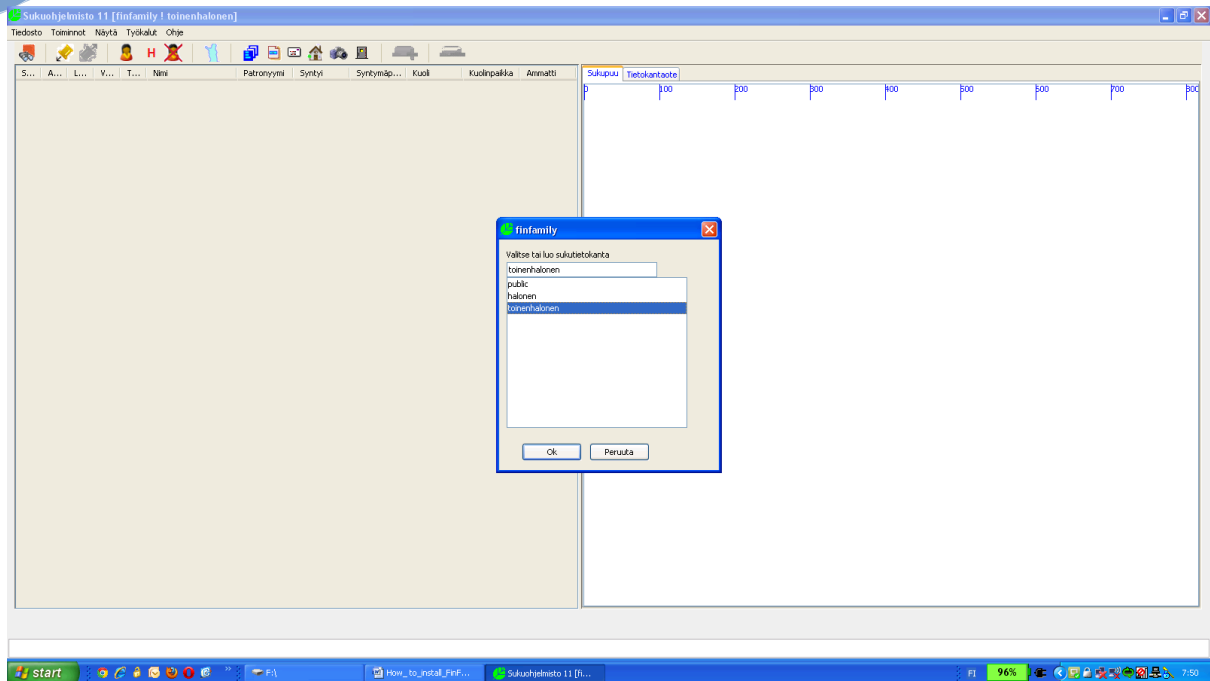 Sukuohjelmisto 11 [finfamily ! toinenhalonen]
Tiedosto Toiminnot Näytä Työkalut Ohje
H
S... A... L... V... T... Nimi Patronyymi Syntyi Syntymäp... Kuoli Kuolinpaikka Ammatti
Sukupuu Tietokantaote
0 100 200 300 400 500 600 700 800
finfamily
Valitse tai luo sukutietokanta
toinenhalonen
public
halonen
toinenhalonen
Ok Peruuta
start F:\ How_to_install_FinF... Sukuohjelmisto 11 [fi... FI 96% 7:50